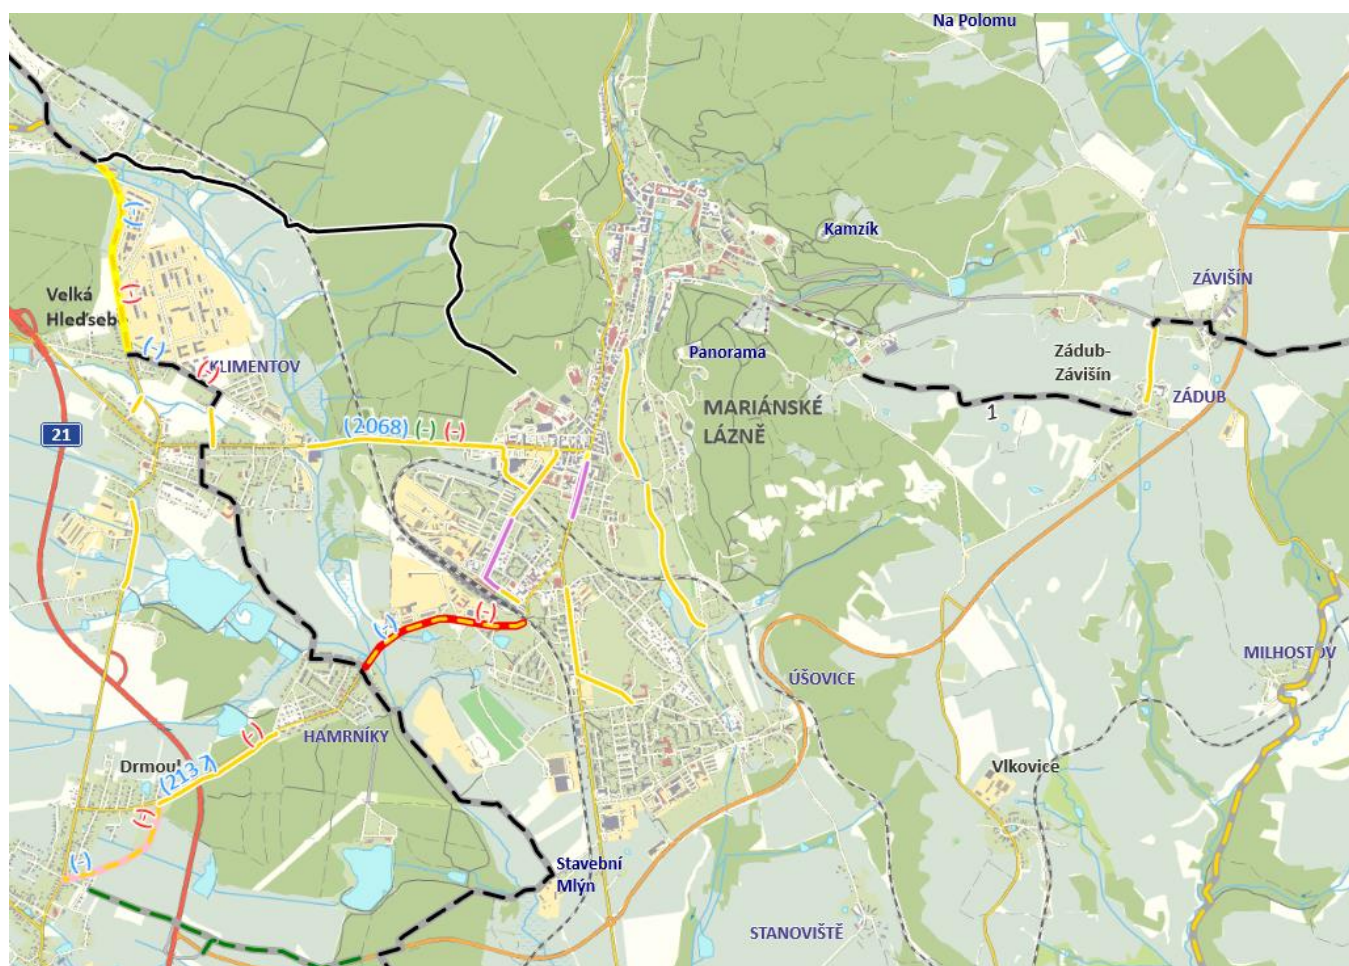 Na Polomu
Kamzík
ZÁVIŠÍN
(-)
(-)
Velká
Hleďseb
(-)
(-)
KLIMENTOV
Panorama
Zádub-
Závišín
ZÁDUB
MARIÁNSKÉ
LÁZNĚ
1
21
(2068) (-) (-)
(-)
(-)
MILHOSTOV
ÚŠOVICE
HAMRNÍKY
(-)
Drmoul
(2137)
Vlkovice
(-)
(-)
Stavební
Mlýn
STANOVIŠTĚ